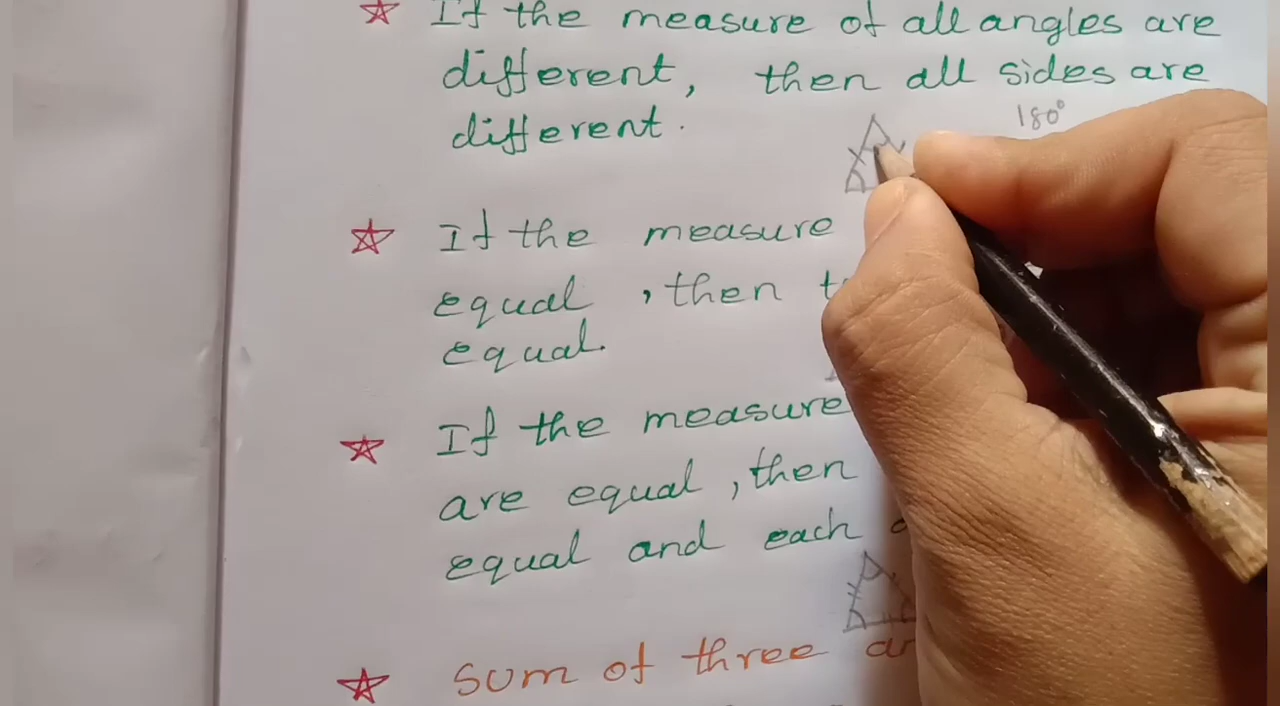 If the measure of all angles are
different, then all sides are
different.
180°
If the measure
equal, then
equal.
If the measure
are equal, then
equal and each
Sum of three